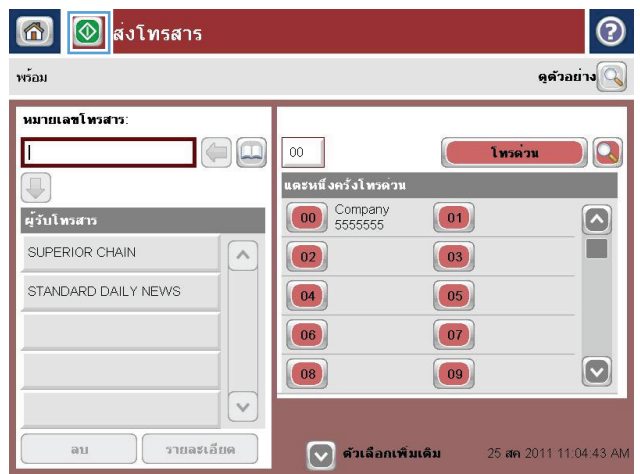 ส่งโทรสาร
พร้อม
ดูตัวอย่าง
หมายเลขโทรสาร:
ผู้รับโทรสาร
SUPERIOR CHAIN
STANDARD DAILY NEWS
ลบ
รายละเอียด
00
โทรด่วน
แตะหนึ่งครั้งโทรด่วน
00 Company 01
5555555
02 03
04 05
06 07
08 09
ตัวเลือกเพิ่มเติม
25 สค 2011 11:04:43 AM